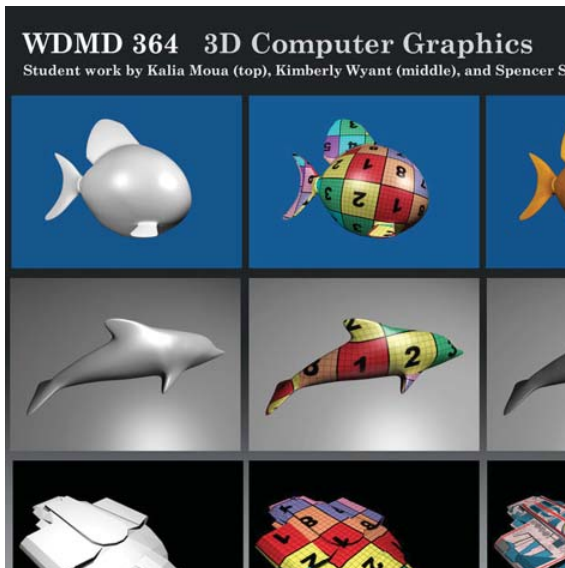 WDMD 364 3D Computer Graphics
Student work by Kalia Moua (top), Kimberly Wyant (middle), and Spencer S